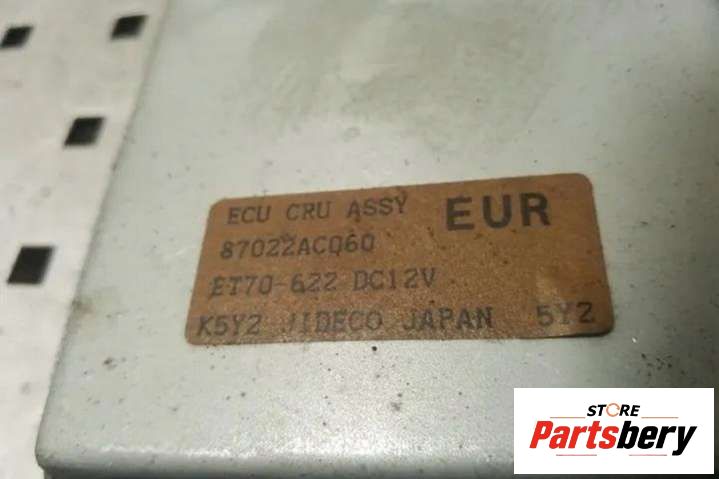 ECU CRU ASSY EUR
87022AC060
ET70-622 DC12V
K5Y2 JIDECO JAPAN 5Y2
STORE
Partsbery